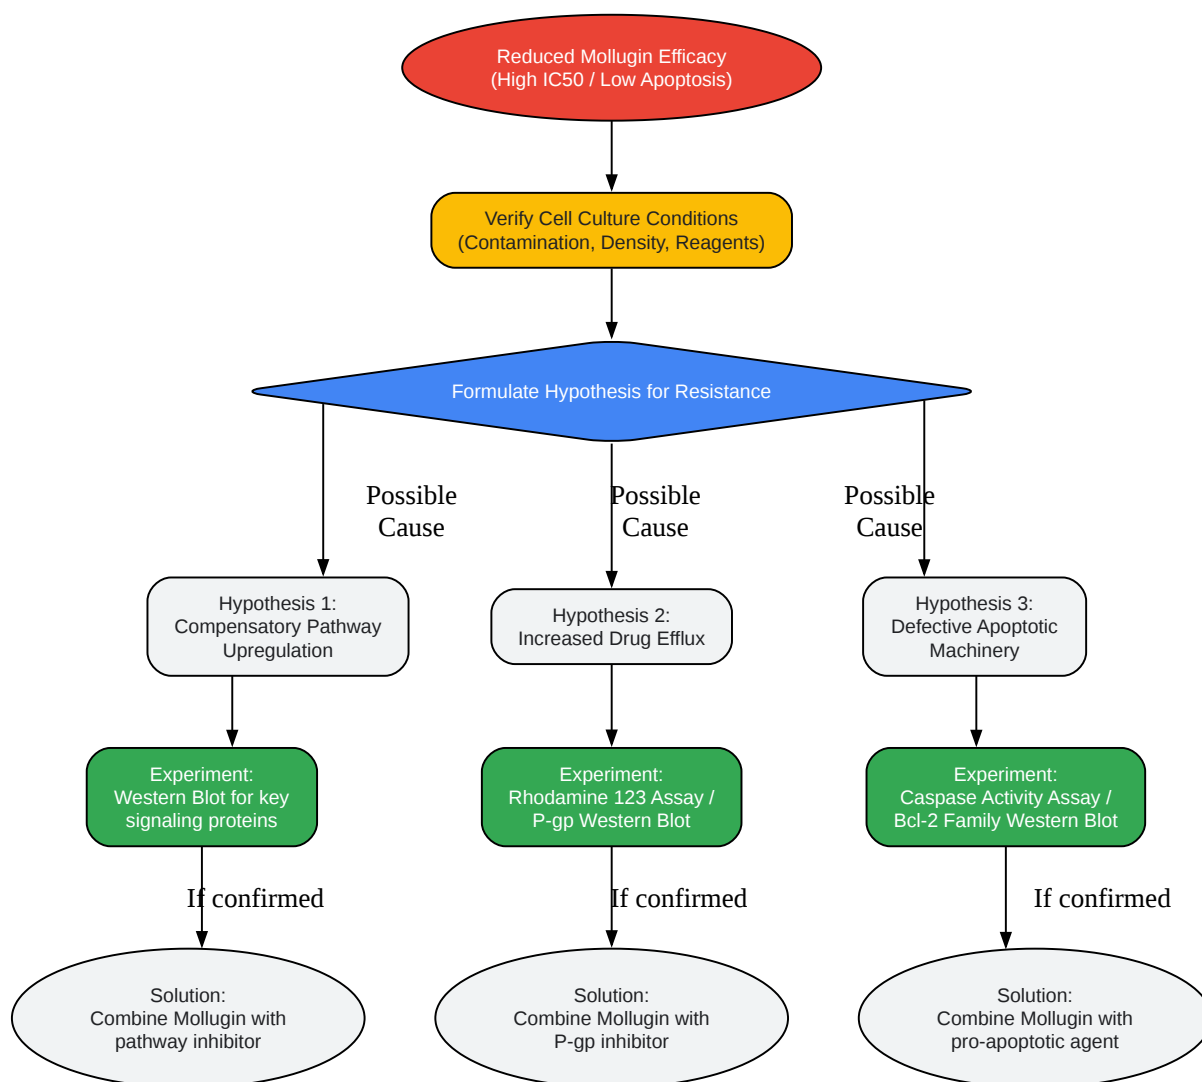 Reduced Mollugin Efficacy
(High IC50 / Low Apoptosis)
Verify Cell Culture Conditions
(Contamination, Density, Reagents)
Formulate Hypothesis for Resistance
Possible
Cause
Possible
Cause
Possible
Cause
Hypothesis 1:
Compensatory Pathway
Upregulation
Hypothesis 2:
Increased Drug Efflux
Hypothesis 3:
Defective Apoptotic
Machinery
Experiment:
Western Blot for key
signaling proteins
Experiment:
Rhodamine 123 Assay /
P-gp Western Blot
Experiment:
Caspase Activity Assay /
Bcl-2 Family Western Blot
If confirmed
If confirmed
If confirmed
Solution:
Combine Mollugin with
pathway inhibitor
Solution:
Combine Mollugin with
P-gp inhibitor
Solution:
Combine Mollugin with
pro-apoptotic agent